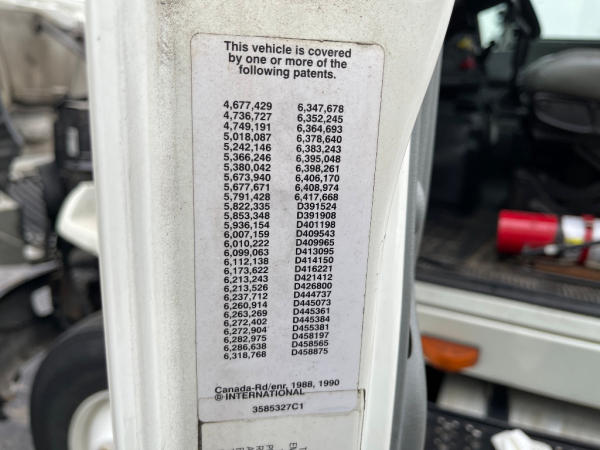 This vehicle is covered
by one or more of the
following patents.
4,677,429 6,347,678
4,736,727 6,352,245
4,749,191 6,364,693
5,018,087 6,378,640
5,242,146 6,383,243
5,366,246 6,395,048
5,380,042 6,398,261
5,673,940 6,406,170
5,677,671 6,408,974
5,791,428 6,417,668
5,822,335 D391524
5,853,348 D391908
5,936,154 D401198
6,007,159 D409543
6,010,222 D409965
6,099,063 D413095
6,112,138 D414150
6,173,622 D416221
6,213,243 D421412
6,213,526 D426800
6,237,712 D444737
6,260,914 D445073
6,263,269 D445361
6,272,402 D445384
6,272,904 D455381
6,282,975 D458197
6,286,638 D458565
6,318,768 D458875
Canada-Rd/enr, 1988, 1990
© INTERNATIONAL
3585327C1